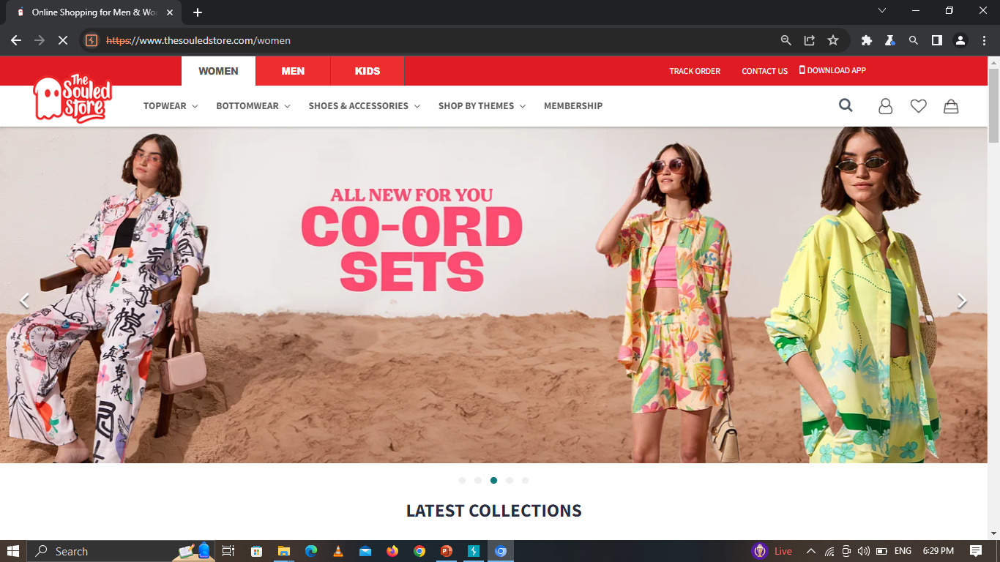 Online Shopping for Men & Wo
https://www.thesouledstore.com/women
WOMEN
MEN
KIDS
TRACK ORDER
CONTACT US
DOWNLOAD APP
The
Souled
Store
TOPWEAR
BOTTOMWEAR
SHOES & ACCESSORIES
SHOP BY THEMES
MEMBERSHIP
ALL NEW FOR YOU
CO-ORD
SETS
LATEST COLLECTIONS
Search
Live
ENG
6:29 PM